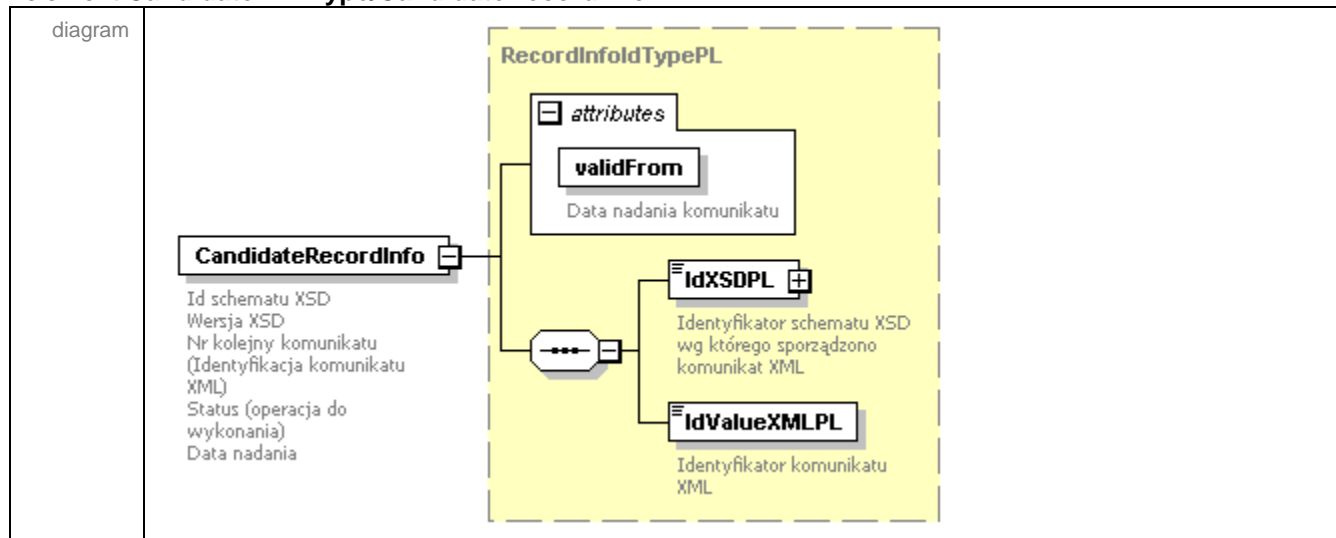 diagram
RecordInfoIdTypePL
attributes
validFrom
Data nadania komunikatu
CandidateRecordInfo
Id schematu XSD
Wersja XSD
Nr kolejny komunikatu
(Identyfikacja komunikatu
XML)
Status (operacja do
wykonania)
Data nadania
IdXSDPL
Identyfikator schematu XSD
wg którego sporządzono
komunikat XML
IdValueXMLPL
Identyfikator komunikatu
XML